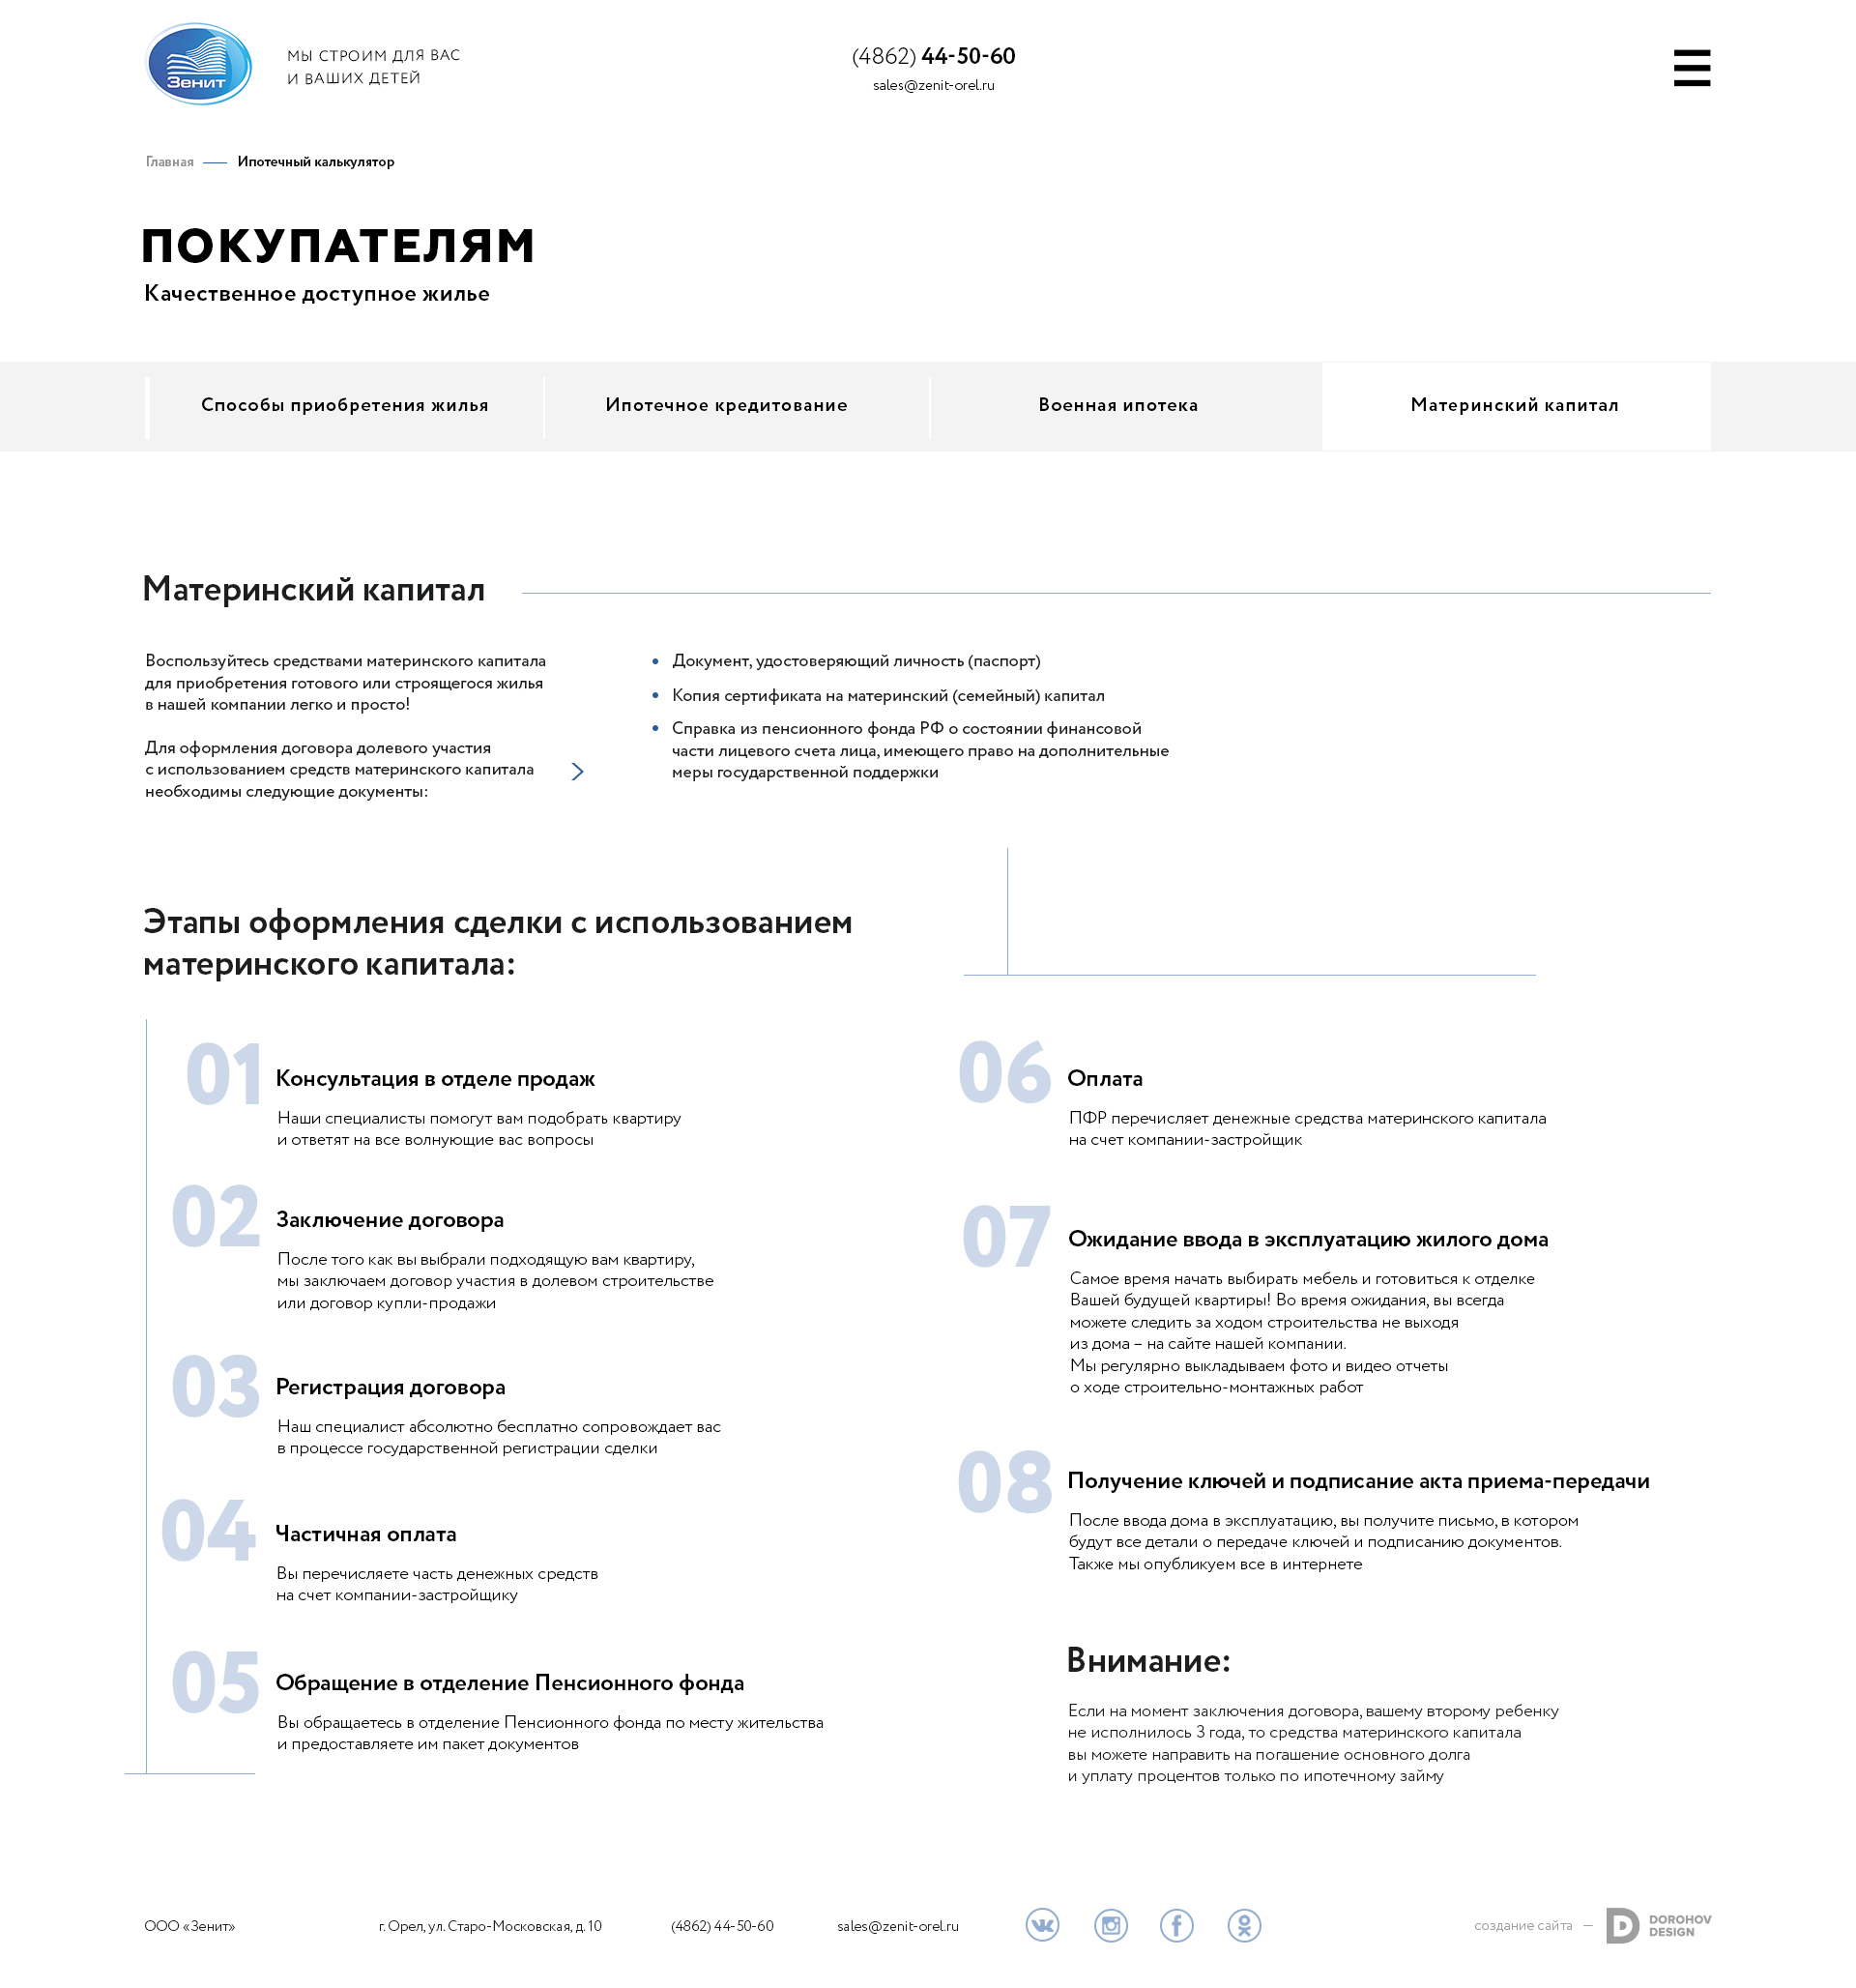 Зенит
МЫ СТРОИМ ДЛЯ ВАС
И ВАШИХ ДЕТЕЙ
(4862) 44-50-60
sales@zenit-orel.ru
Главная — Ипотечный калькулятор
ПОКУПАТЕЛЯМ
Качественное доступное жилье
Способы приобретения жилья
Ипотечное кредитование
Военная ипотека
Материнский капитал
Материнский капитал
Воспользуйтесь средствами материнского капитала
для приобретения готового или строящегося жилья
в нашей компании легко и просто!
Для оформления договора долевого участия
с использованием средств материнского капитала
необходимы следующие документы:
• Документ, удостоверяющий личность (паспорт)
• Копия сертификата на материнский (семейный) капитал
• Справка из пенсионного фонда РФ о состоянии финансовой
части лицевого счета лица, имеющего право на дополнительные
меры государственной поддержки
Этапы оформления сделки с использованием
материнского капитала:
01
Консультация в отделе продаж
Наши специалисты помогут вам подобрать квартиру
и ответят на все волнующие вас вопросы
02
Заключение договора
После того как вы выбрали подходящую вам квартиру,
мы заключаем договор участия в долевом строительстве
или договор купли-продажи
03
Регистрация договора
Наш специалист абсолютно бесплатно сопровождает вас
в процессе государственной регистрации сделки
04
Частичная оплата
Вы перечисляете часть денежных средств
на счет компании-застройщику
05
Обращение в отделение Пенсионного фонда
Вы обращаетесь в отделение Пенсионного фонда по месту жительства
и предоставляете им пакет документов
06
Оплата
ПФР перечисляет денежные средства материнского капитала
на счет компании-застройщик
07
Ожидание ввода в эксплуатацию жилого дома
Самое время начать выбирать мебель и готовиться к отделке
Вашей будущей квартиры! Во время ожидания, вы всегда
можете следить за ходом строительства не выходя
из дома – на сайте нашей компании.
Мы регулярно выкладываем фото и видео отчеты
о ходе строительно-монтажных работ
08
Получение ключей и подписание акта приема-передачи
После ввода дома в эксплуатацию, вы получите письмо, в котором
будут все детали о передаче ключей и подписанию документов.
Также мы опубликуем все в интернете
Внимание:
Если на момент заключения договора, вашему второму ребенку
не исполнилось 3 года, то средства материнского капитала
вы можете направить на погашение основного долга
и уплату процентов только по ипотечному займу
ООО «Зенит»
г. Орел, ул. Старо-Московская, д. 10
(4862) 44-50-60
sales@zenit-orel.ru
создание сайта —
DOROHOV
DESIGN